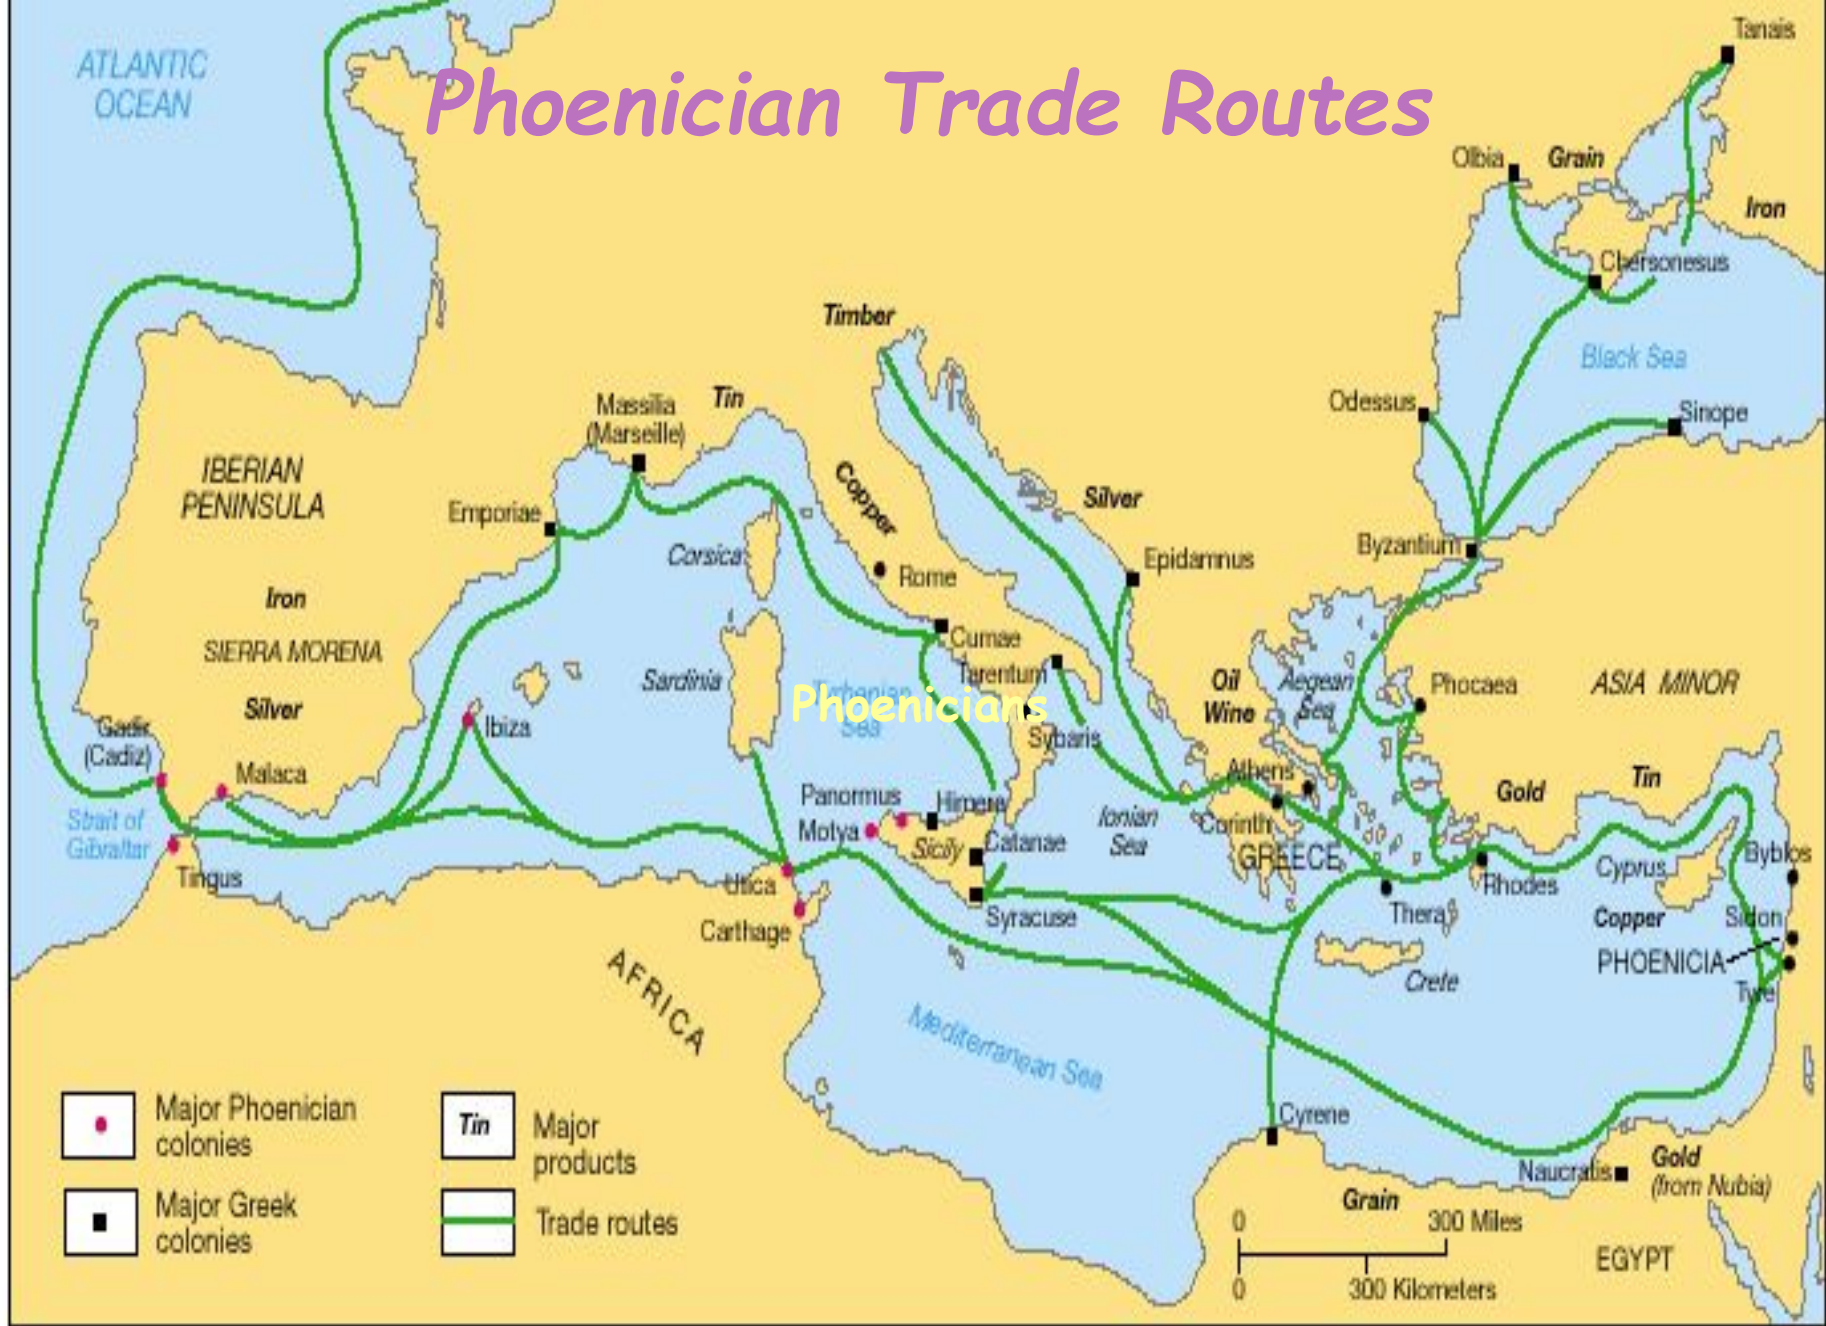 Phoenician Trade Routes
ATLANTIC
OCEAN
Tanais
Olbia
Grain
Iron
Chersonesus
Timber
Black Sea
Massilia
(Marseille)
Tin
Odessus
Sinope
IBERIAN
PENINSULA
Copper
Silver
Emporiae
Corsica
Byzantium
Epidamnus
Rome
Iron
SIERRA MORENA
Cumae
Sardinia
Tarentum
Oil
Wine
Aegean
Sea
Phocaea
ASIA MINOR
Silver
Tyrrhenian
Sea
Phoenicians
Gadir
(Cadiz)
Ibiza
Sybaris
Malaca
Athens
Tin
Gold
Panormus
Himera
Strait of
Gibraltar
Motya
Ionian
Sea
Corinth
Sicily
Catanae
GREECE
Byblos
Cyprus
Tingus
Utica
Rhodes
Syracuse
Thera
Copper
Sidon
Carthage
PHOENICIA
AFRICA
Crete
Tyre
Mediterranean Sea
Major Phoenician
colonies
Tin
Major
products
Cyrene
Naucratis
Gold
(from Nubia)
Major Greek
colonies
Trade routes
Grain
0
300 Miles
EGYPT
0
300 Kilometers